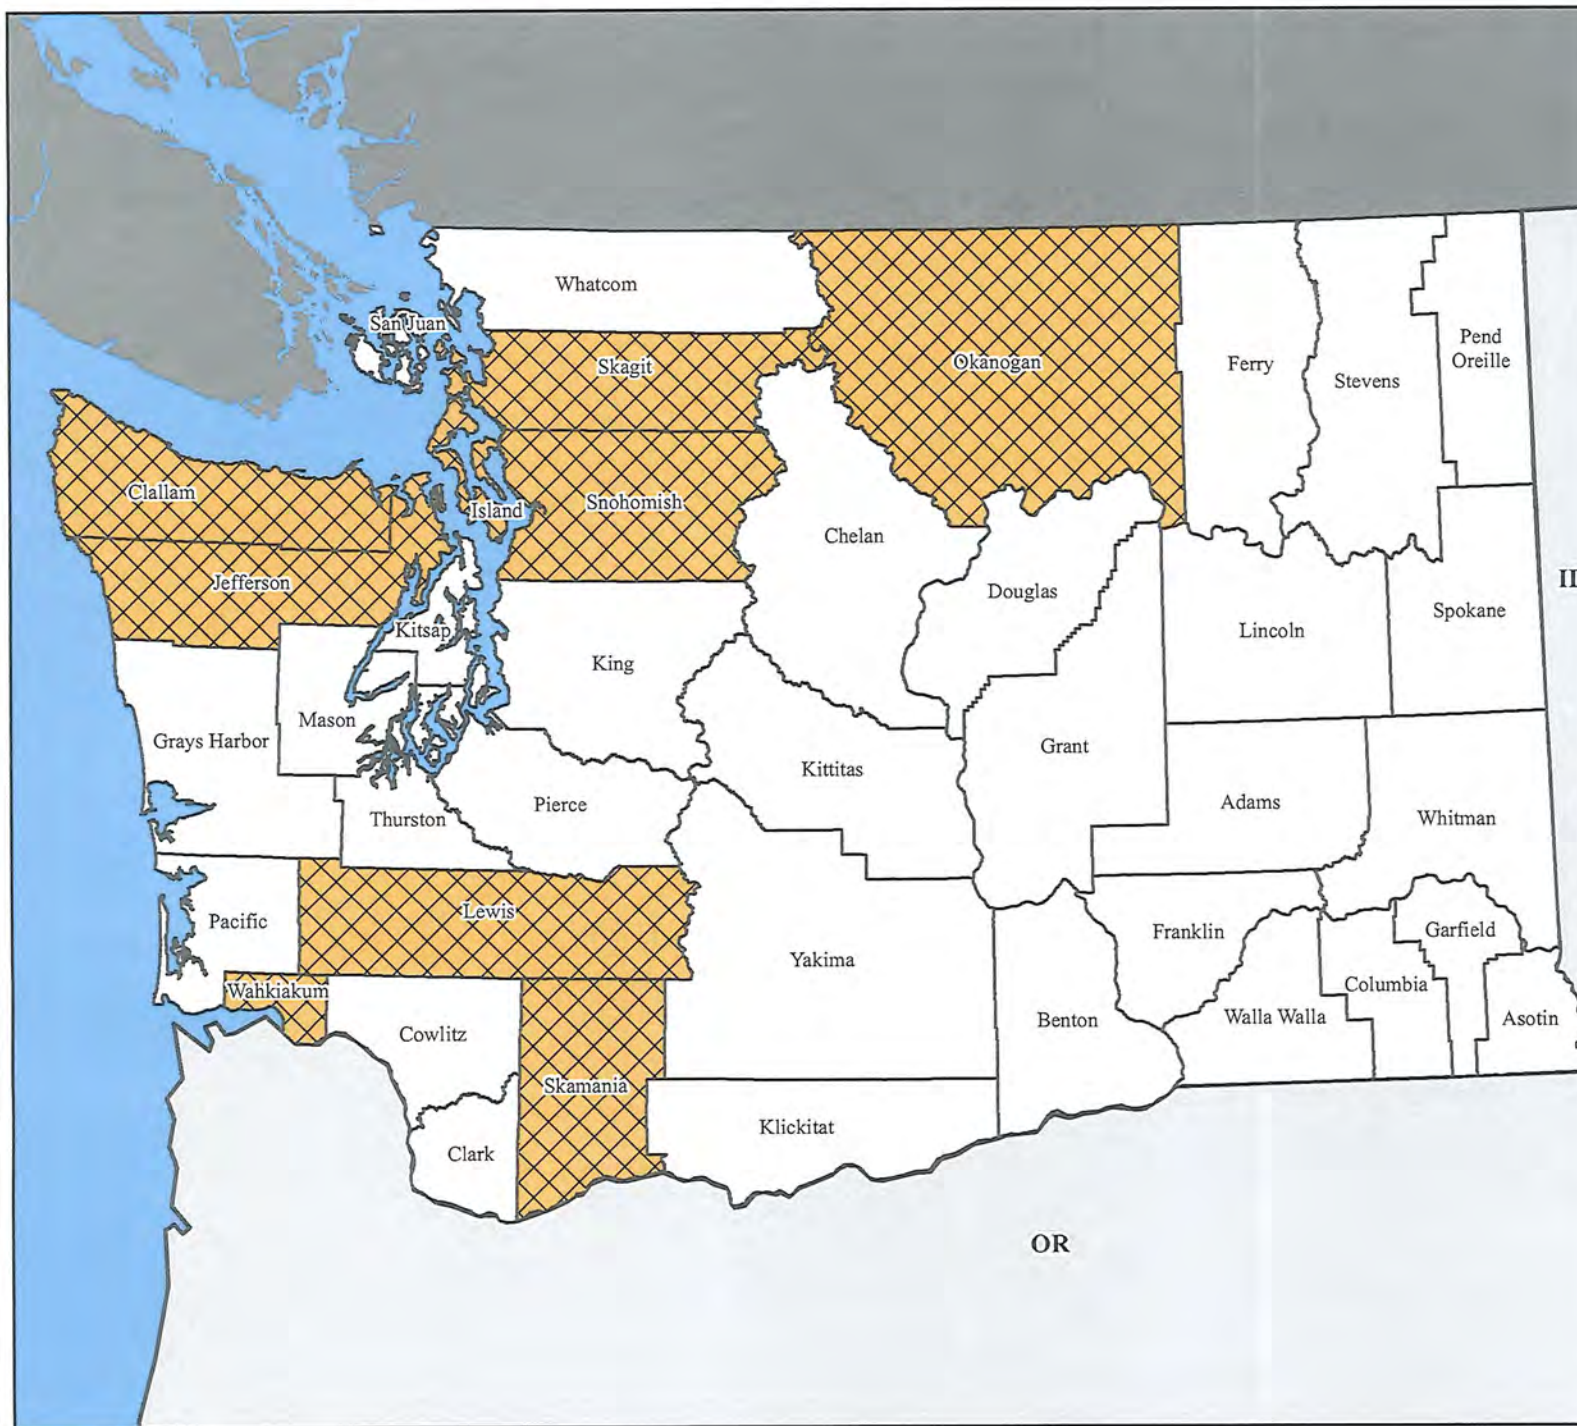 Whatcom
San Juan
Skagit
Okanogan
Ferry
Stevens
Pend
Oreille
Clallam
Island
Snohomish
Chelan
Jefferson
Kitsap
Douglas
Lincoln
Spokane
King
Mason
Grays Harbor
Grant
Kittitas
Thurston
Pierce
Adams
Whitman
Lewis
Pacific
Franklin
Garfield
Yakima
Wahkiakum
Columbia
Cowlitz
Benton
Walla Walla
Asotin
Skamania
Klickitat
Clark
OR